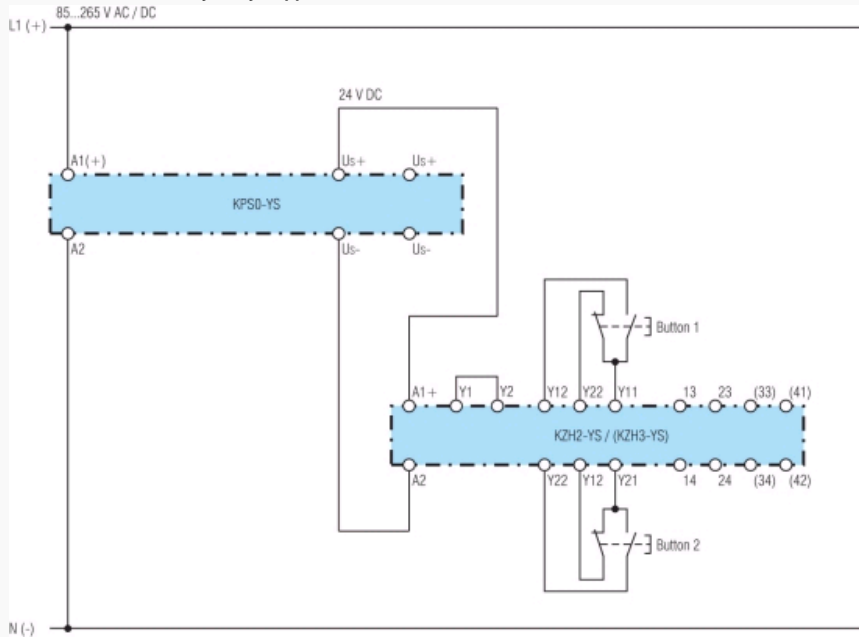 85...265 V AC / DC
L1 (+)
24 V DC
A1(+) Us+ Us+
KPS0-YS
A2 Us- Us-
Button 1
A1+ Y1 Y2 Y12 Y22 Y11 13 23 (33) (41)
KZH2-YS / (KZH3-YS)
A2 Y22 Y12 Y21 14 24 (34) (42)
Button 2
N (-)